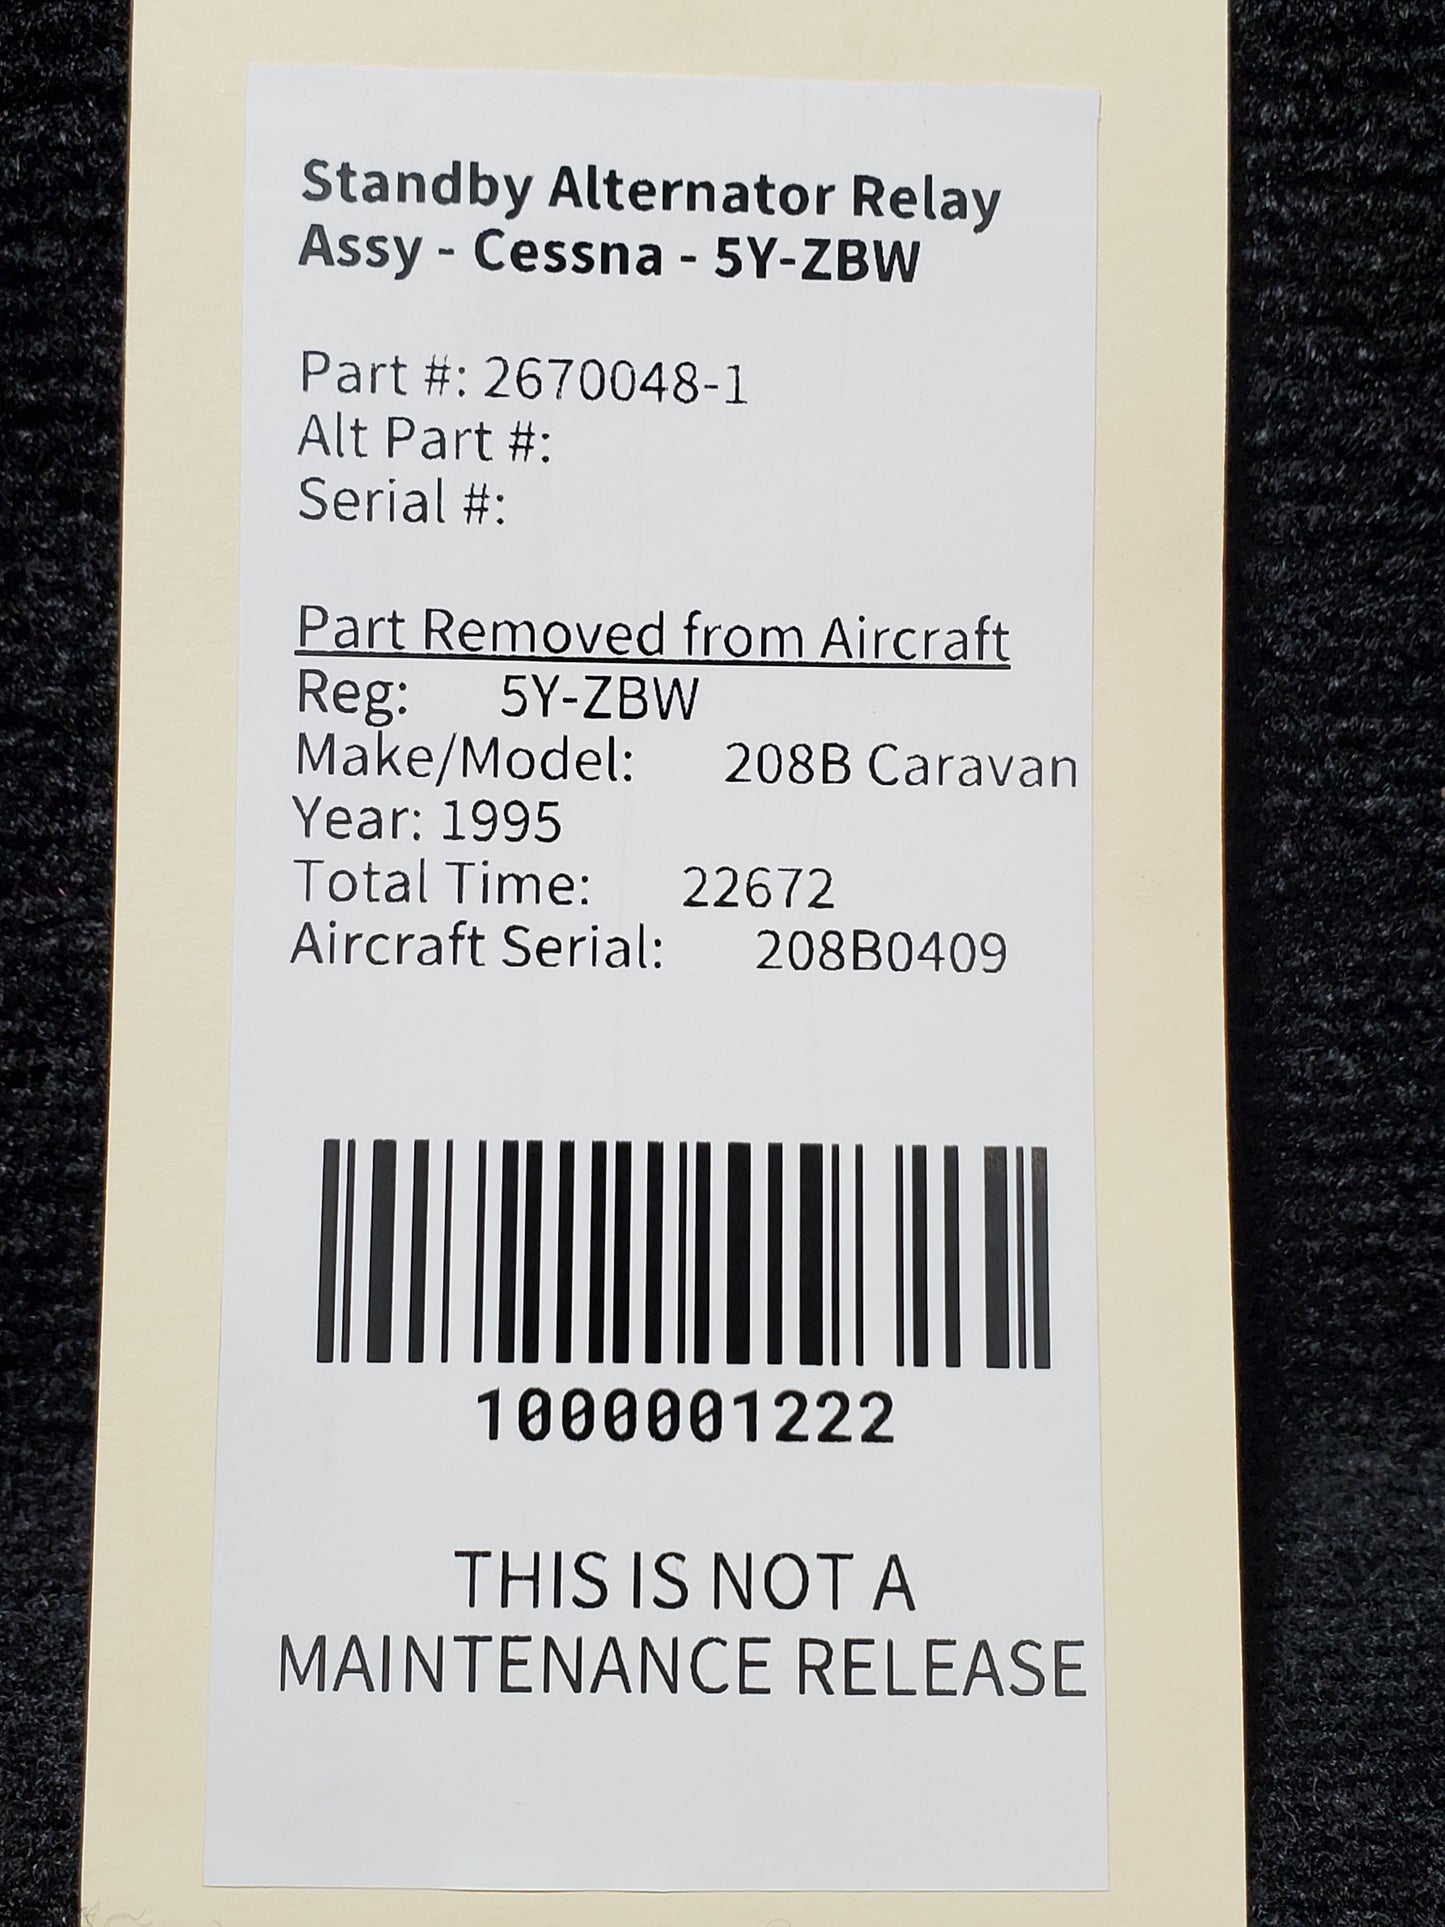 Standby Alternator Relay
Assy - Cessna - 5Y-ZBW
Part #: 2670048-1
Alt Part #:
Serial #:
Part Removed from Aircraft
Reg: 5Y-ZBW
Make/Model: 208B Caravan
Year: 1995
Total Time: 22672
Aircraft Serial: 208B0409
1000001222
THIS IS NOT A
MAINTENANCE RELEASE